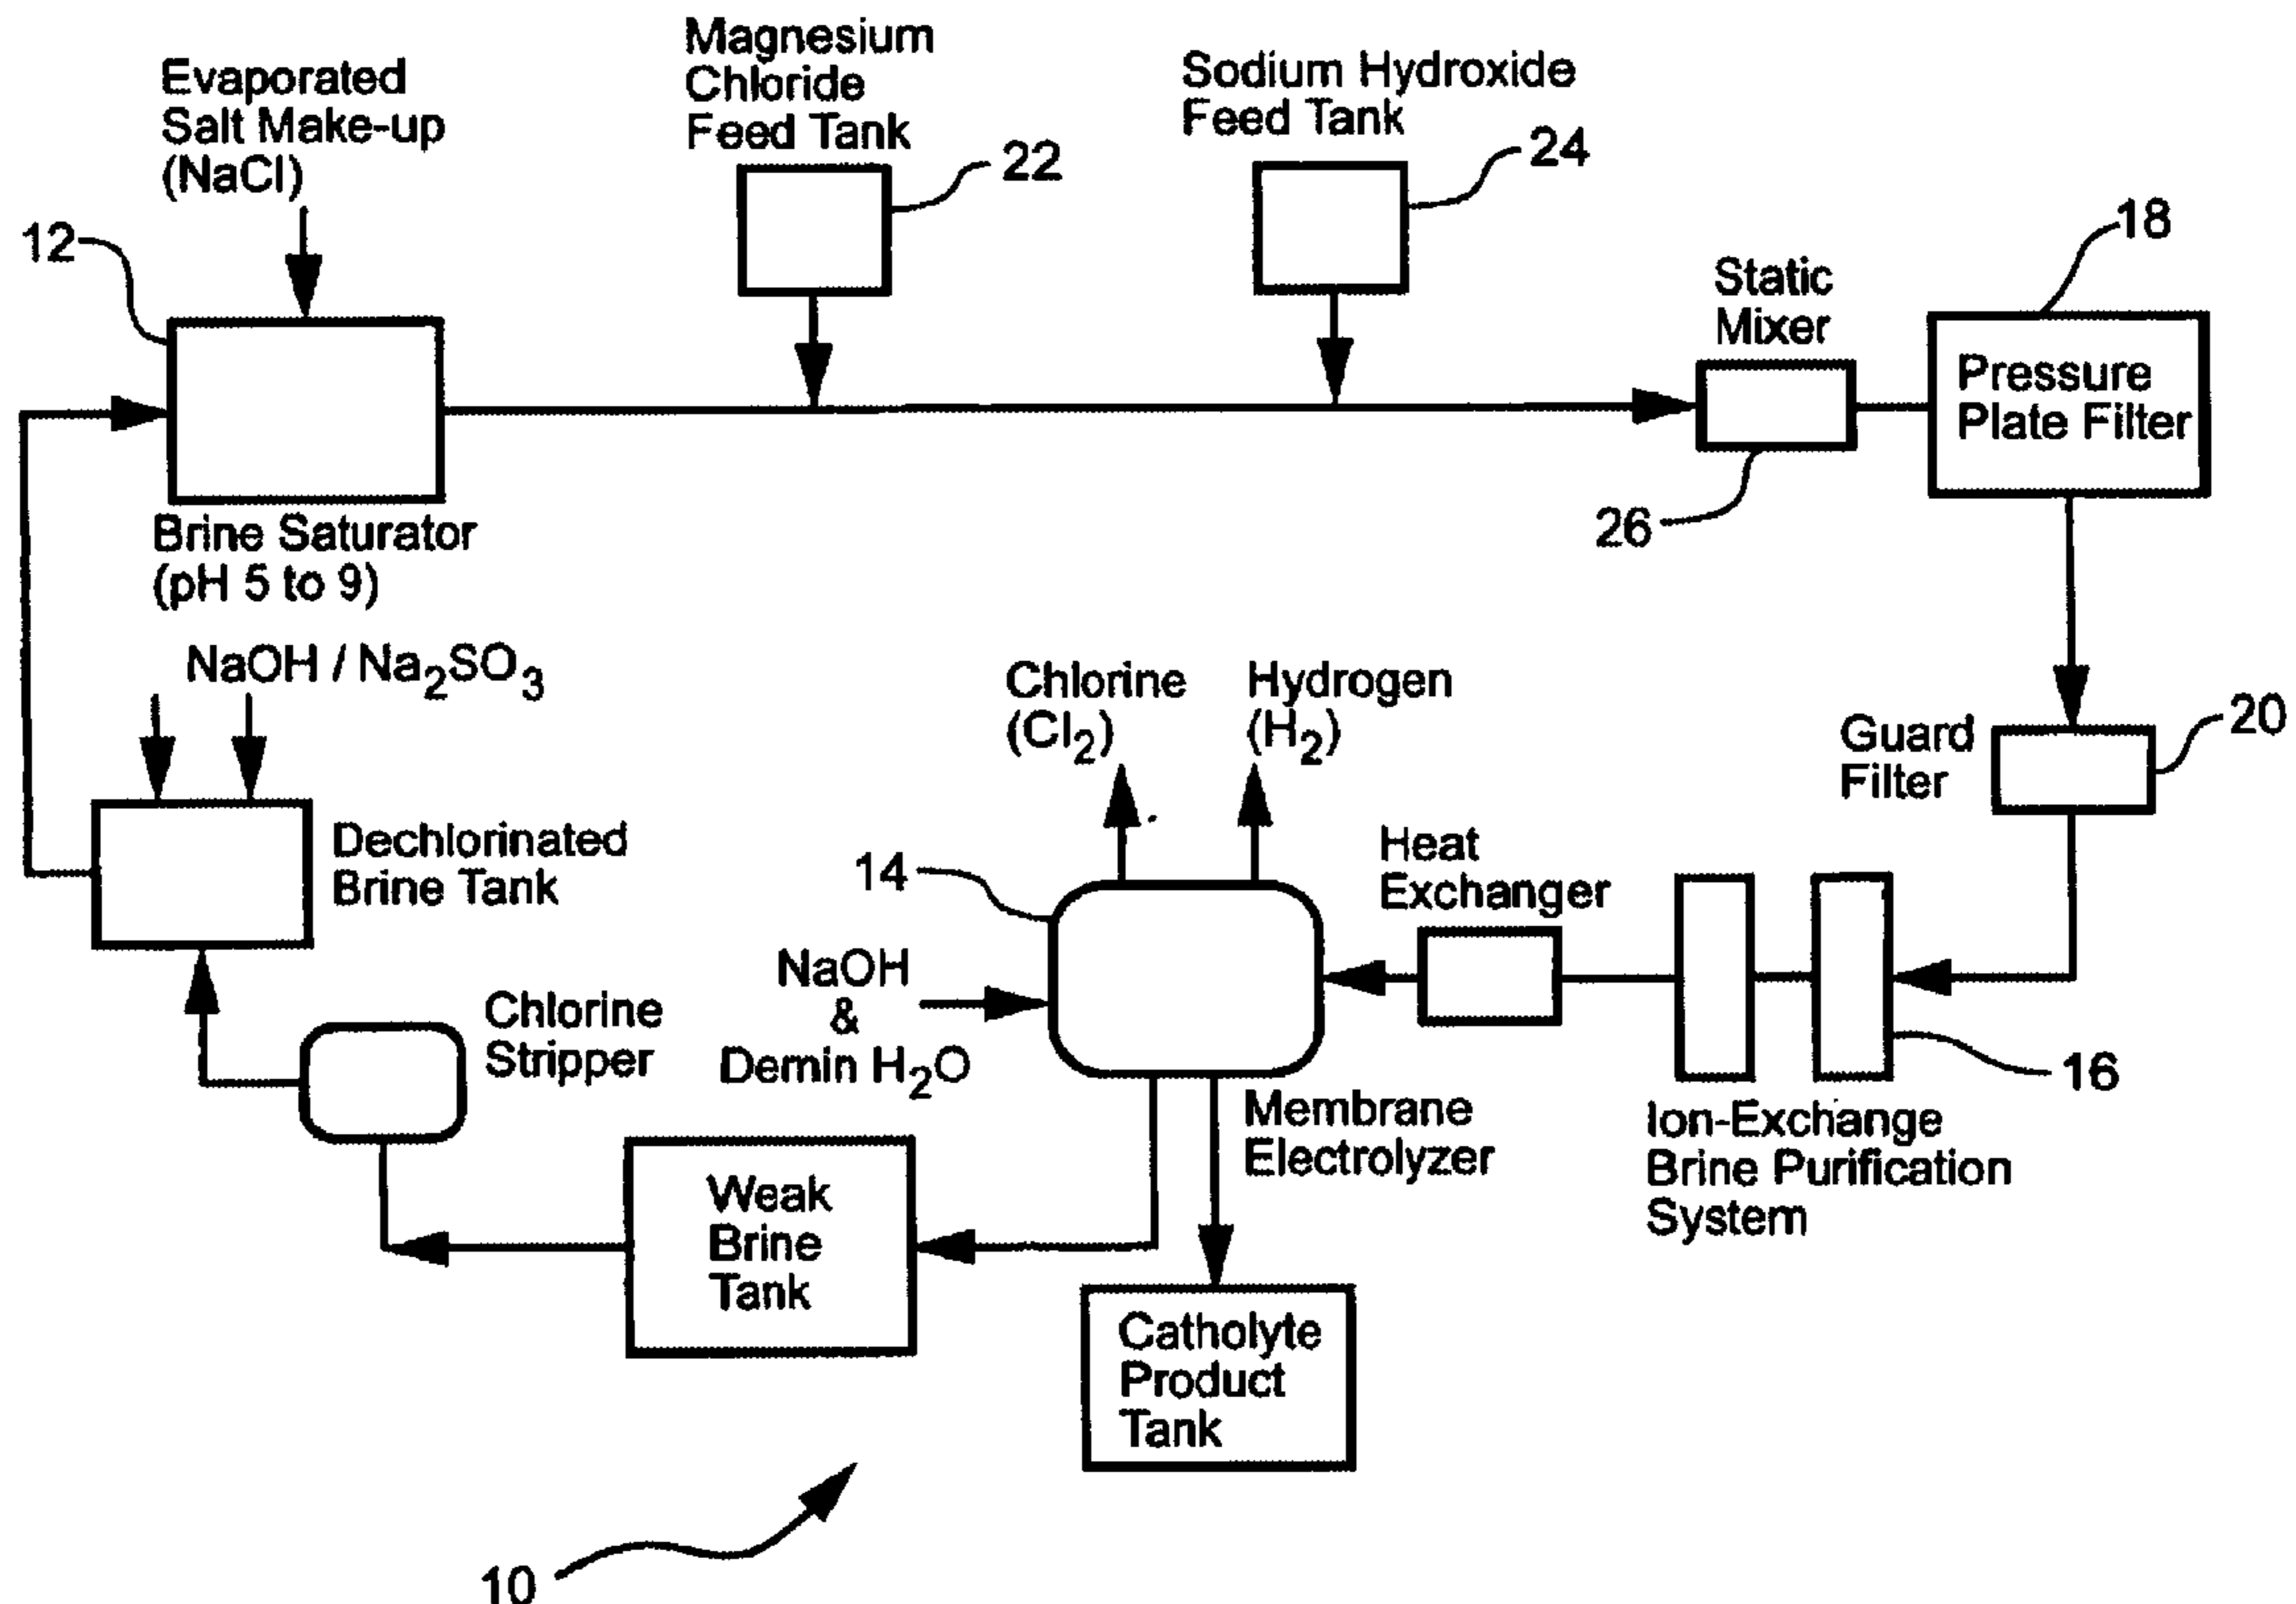 Evaporated
Salt Make-up
(NaCl)
Magnesium
Chloride
Feed Tank
Sodium Hydroxide
Feed Tank
12
22
24
18
Static
Mixer
Pressure
Plate Filter
26
Brine Saturator
(pH 5 to 9)
NaOH / Na2SO3
Chlorine
(Cl2)
Hydrogen
(H2)
Guard
Filter
20
Dechlorinated
Brine Tank
14
Heat
Exchanger
NaOH
&
Demin H2O
Chlorine
Stripper
16
Membrane
Electrolyzer
Ion-Exchange
Brine Purification
System
Weak
Brine
Tank
Catholyte
Product
Tank
10